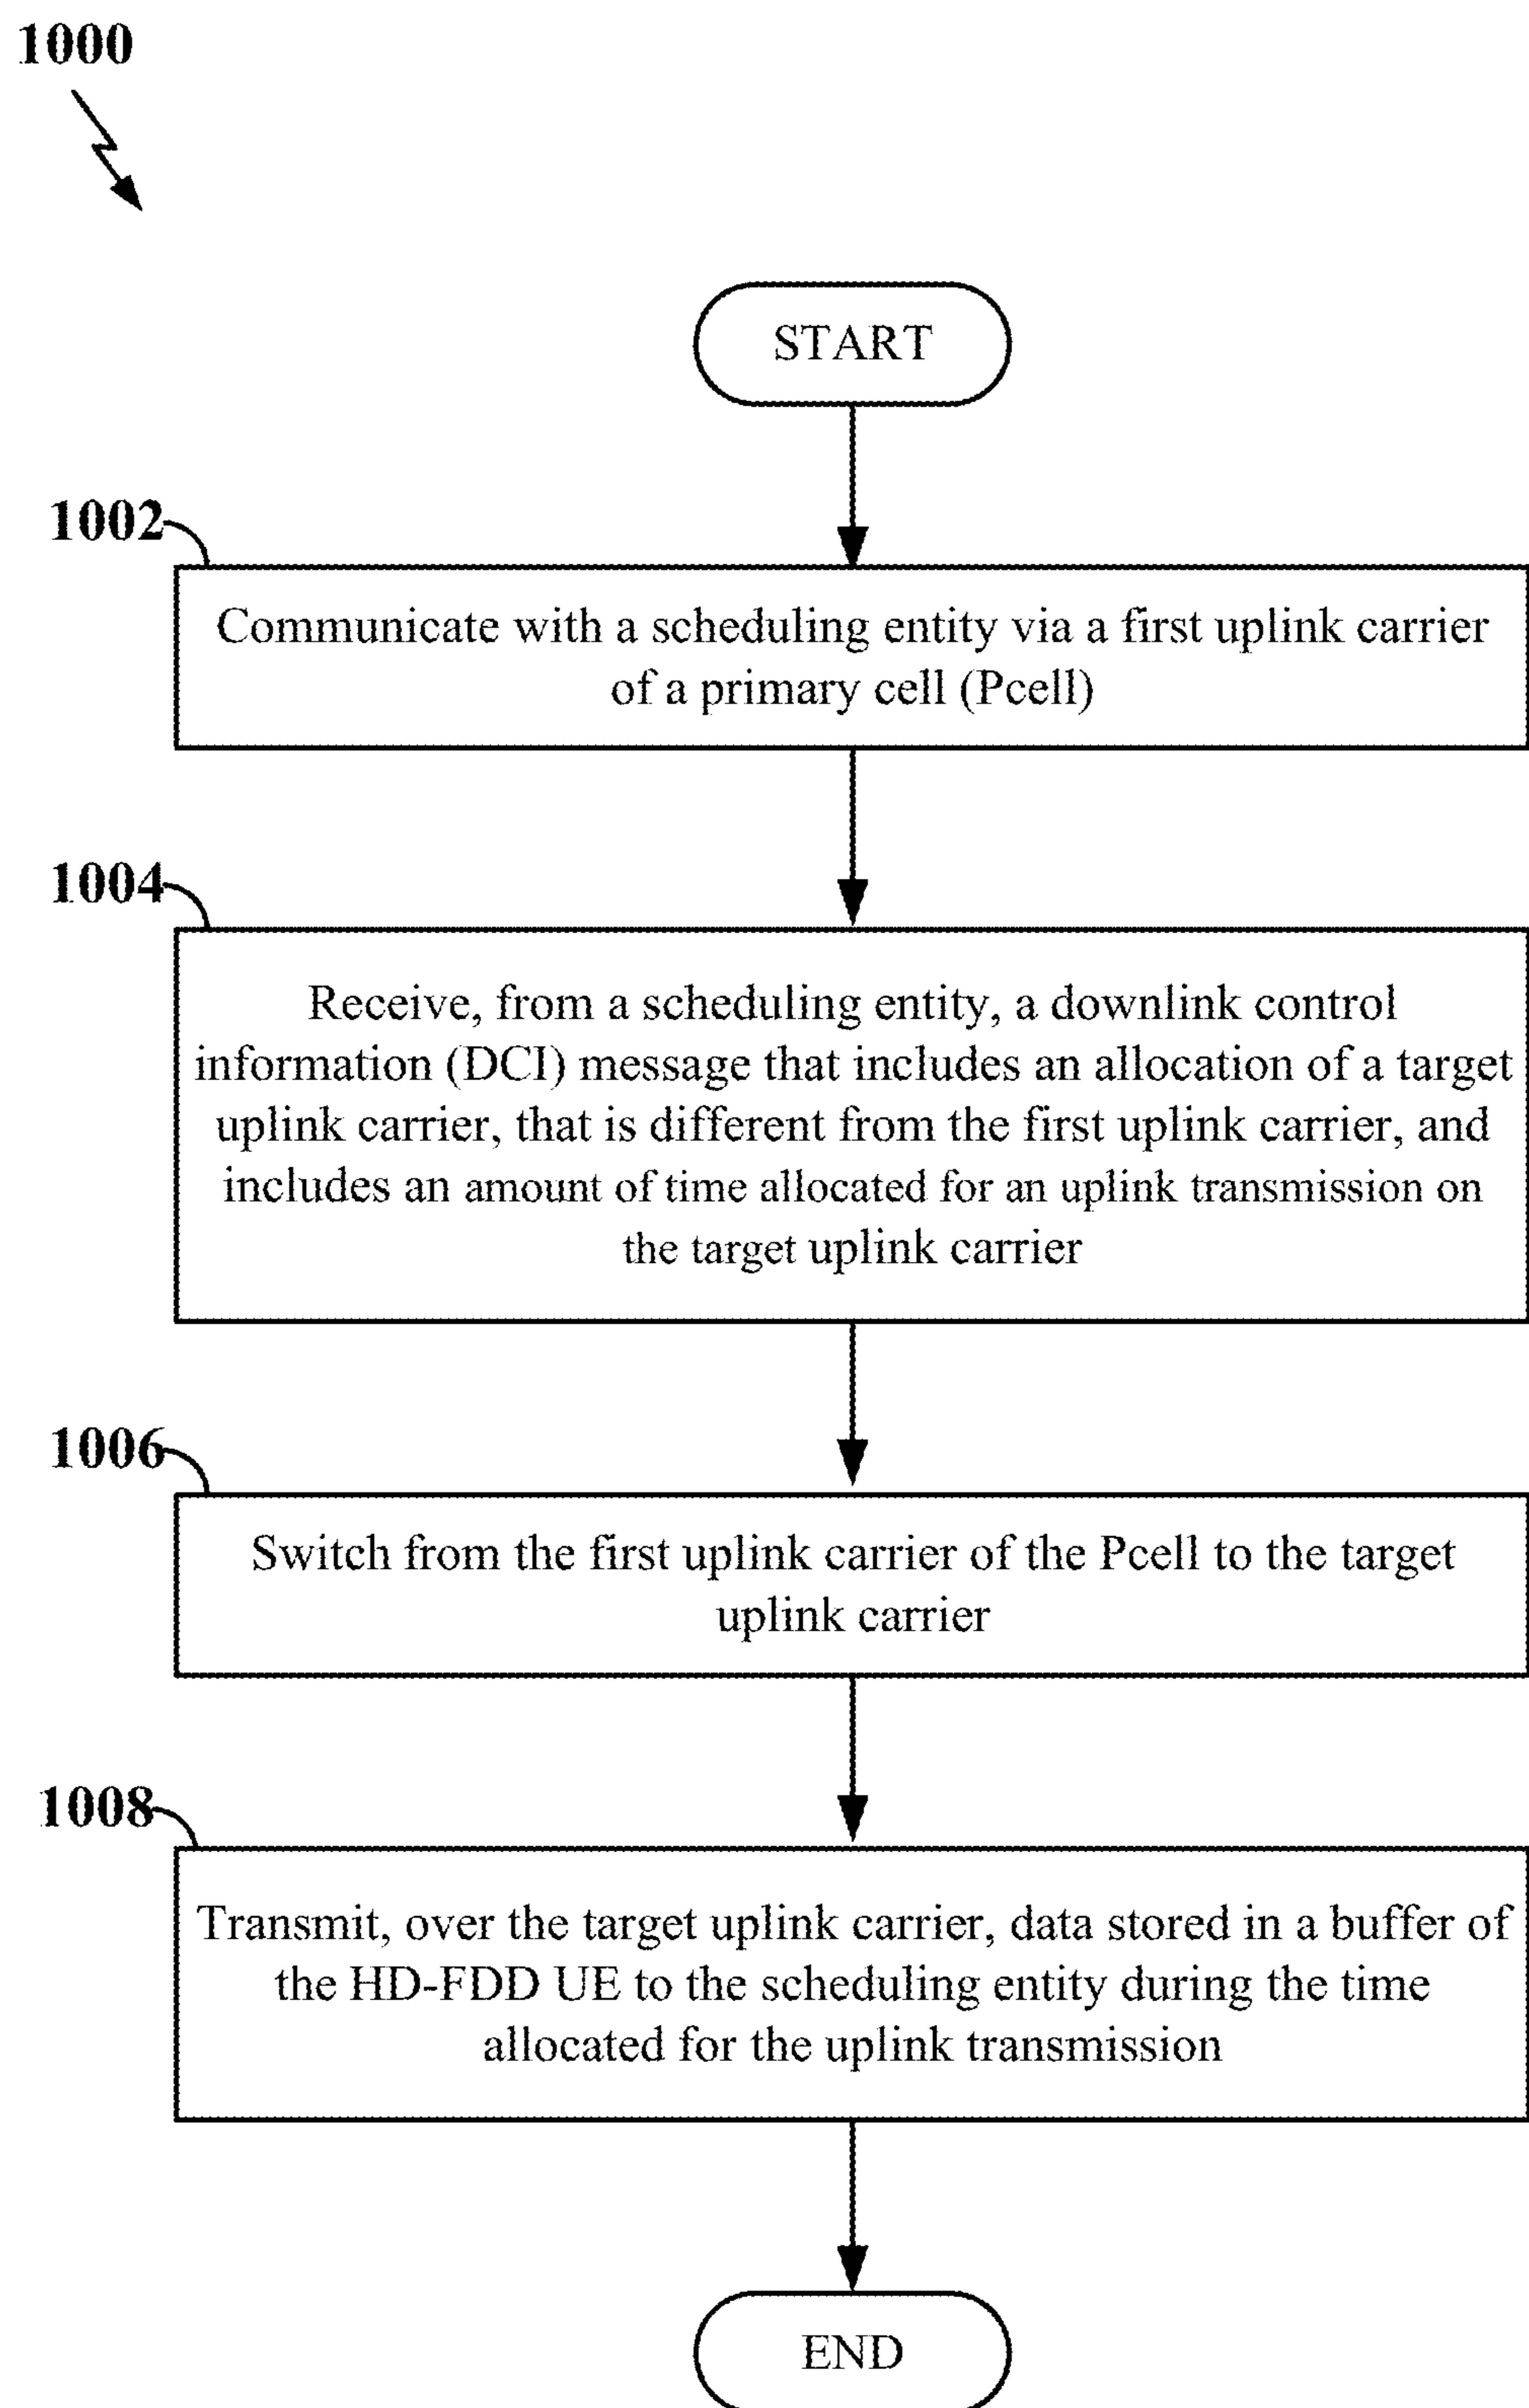 1000
START
1002
Communicate with a scheduling entity via a first uplink carrier
of a primary cell (Pcell)
1004
Receive, from a scheduling entity, a downlink control
information (DCI) message that includes an allocation of a target
uplink carrier, that is different from the first uplink carrier, and
includes an amount of time allocated for an uplink transmission on
the target uplink carrier
1006
Switch from the first uplink carrier of the Pcell to the target
uplink carrier
1008
Transmit, over the target uplink carrier, data stored in a buffer of
the HD-FDD UE to the scheduling entity during the time
allocated for the uplink transmission
END